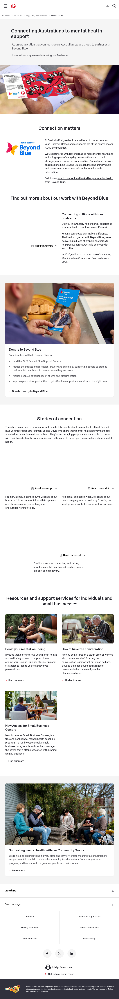 Personal > About us > Supporting communities > Mental health
Connecting Australians to mental health
support
As an organisation that connects every Australian, we are proud to partner with
Beyond Blue.
It's another way we're delivering for Australia.
Connection matters
Proud partner
Beyond
Blue
At Australia Post, we facilitate millions of connections each
year. Our Post Offices and our people are at the centre of over
4,000 communities.
We've partnered with Beyond Blue to make mental health and
wellbeing a part of everyday conversations and to build
stronger, more connected communities. Our national network
enables us to help Beyond Blue reach millions of individuals
and businesses across Australia with mental health
information.
Get tips on how to connect and look after your mental health
from Beyond Blue.
Find out more about our work with Beyond Blue
Read transcript
Connecting millions with free
postcards
Did you know nearly half of us will experience
a mental health condition in our lifetime?
Feeling connected can make a difference.
That's why, together with Beyond Blue, we're
delivering millions of prepaid postcards to
help people across Australia connect with
each other.
In 2026, we'll reach a milestone of delivering
25 million free Connection Postcards since
2021.
Beyond
Blue
Talk it through
with us
Donate to Beyond Blue
Your donation will help Beyond Blue to:
• fund the 24/7 Beyond Blue Support Service
• reduce the impact of depression, anxiety and suicide by supporting people to protect
their mental health and to recover when they are unwell
• reduce people's experiences of stigma and discrimination
• improve people's opportunities to get effective support and services at the right time.
Donate directly to Beyond Blue
Stories of connection
There has never been a more important time to talk openly about mental health. Meet Beyond
Blue volunteer speakers Fatimah, Jo and David who share their mental health journeys and talk
about why connection matters to them. They're encouraging people across Australia to connect
with their friends, family, communities and culture and to have open conversations about mental
health.
Read transcript
Fatimah, a small business owner, speaks about
how vital it is for our mental health to open up
and stay connected, something she
encourages her staff to do.
Read transcript
As a small business owner, Jo speaks about
how managing mental health by focusing on
what you can control is important for success.
Read transcript
David shares how connecting and talking
about his mental health condition has been a
big part of his recovery.
Resources and support services for individuals and
small businesses
Boost your mental wellbeing
If you're looking to improve your mental health
and wellbeing, or want to support those
around you, Beyond Blue has stories, tips and
strategies to inspire you to achieve your
personal best.
Find out more
How to have the conversation
Are you going through a tough time, or worried
about someone else? Starting the
conversation is important but it can be hard.
Beyond Blue has developed a range of
resources to help you navigate this
challenging topic.
Find out more
New Access for Small Business
Owners
New Access for Small Business Owners, is a
free and confidential mental health coaching
program. It's run by coaches with small
business backgrounds and can help manage
the stress that's often associated with running
a small business.
Find out more
Supporting mental health with our Community Grants
We're helping organisations in every state and territory create meaningful connections to
support mental health in their local community. Read about our Community Grants
program, and learn about our grant recipients and their stories.
Learn more
Quick links
Read our blogs
Sitemap
Online security & scams
Privacy statement
Terms & conditions
About our site
Accessibility
Help & support
Get help or get in touch
Australia Post acknowledges the Traditional Custodians of the land on which we operate, live and gather as
a team. We recognise their continuing connection to land, water and community. We pay respect to Elders
past, present and emerging.